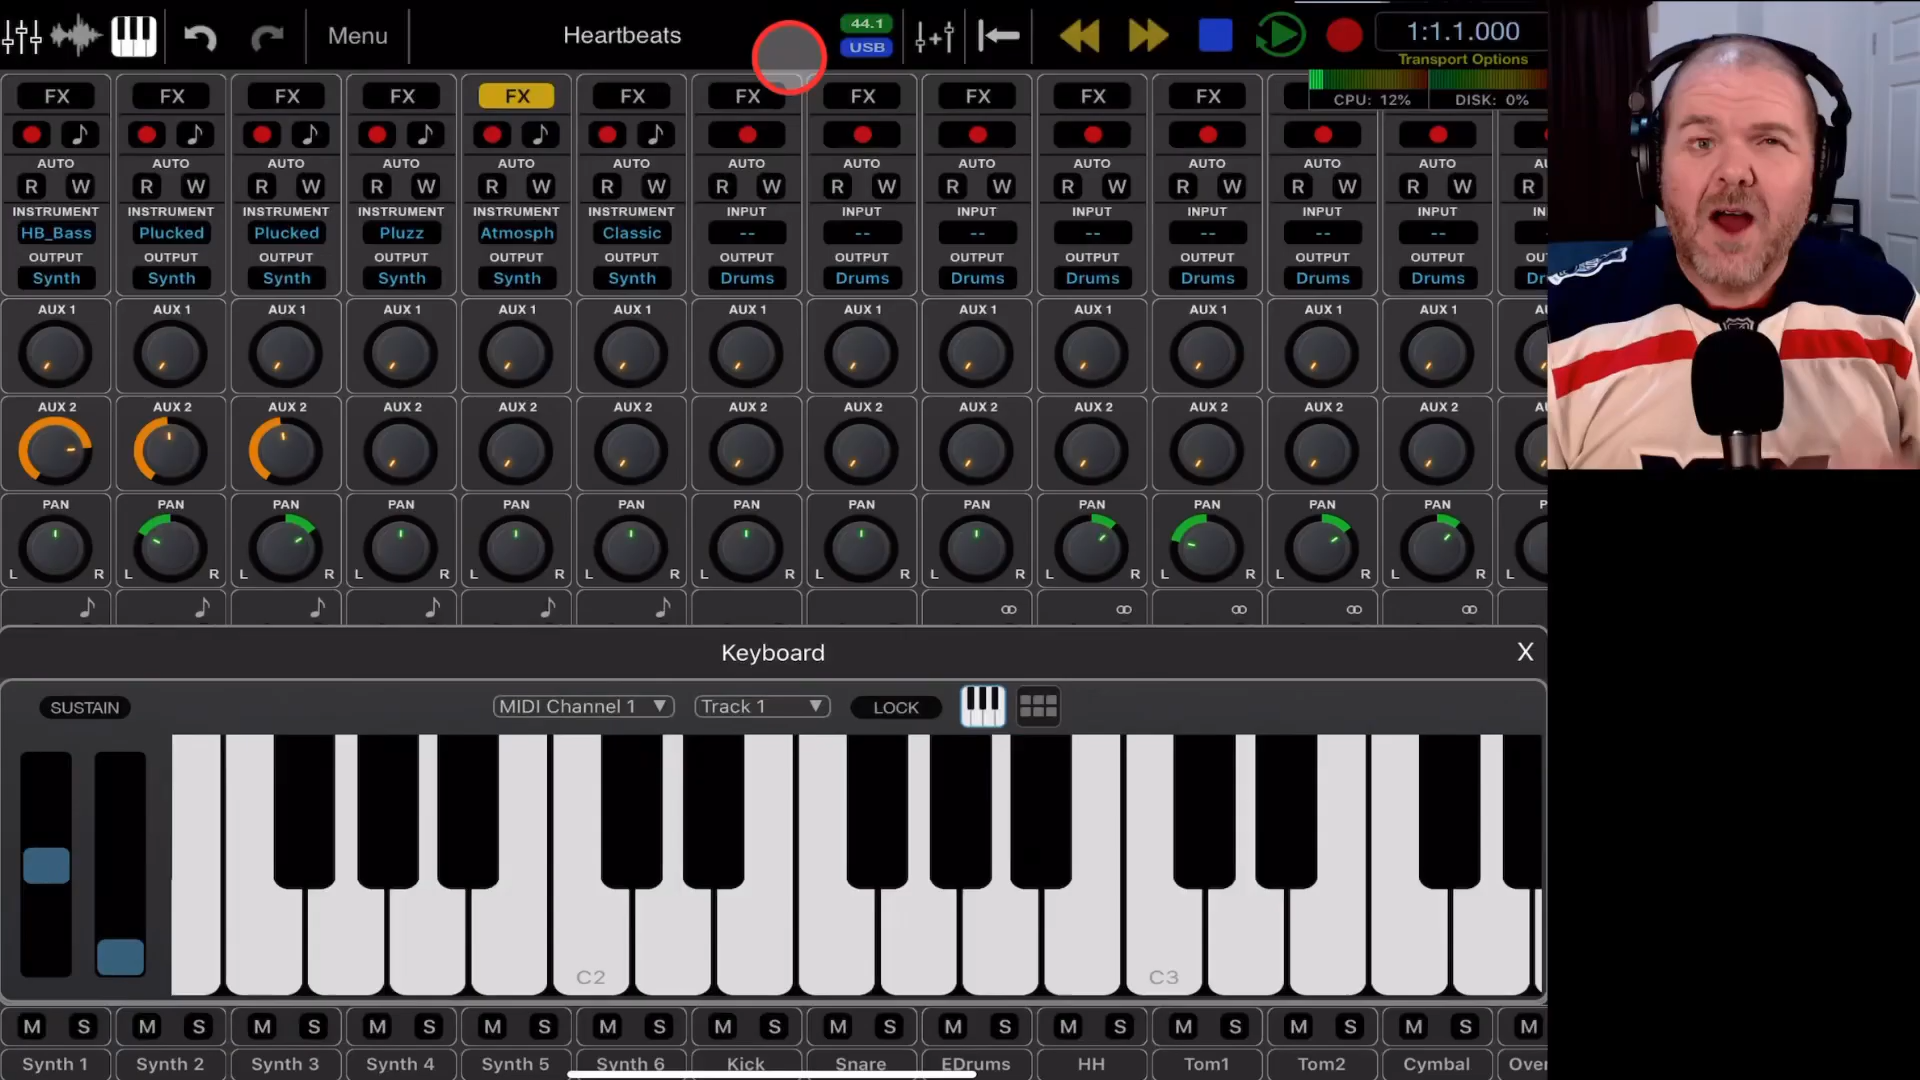 Menu
Heartbeats
44.1
USB
1:1.1.000
Transport Options
CPU: 12% DISK: 0%
FX FX FX FX FX FX FX FX FX FX FX
AUTO AUTO AUTO AUTO AUTO AUTO AUTO AUTO AUTO AUTO AUTO AUTO AUTO
R W R W R W R W R W R W R W R W R W R W R W R W R W R
INSTRUMENT INSTRUMENT INSTRUMENT INSTRUMENT INSTRUMENT INSTRUMENT INPUT INPUT INPUT INPUT INPUT INPUT INPUT
HB_Bass Plucked Plucked Pluzz Atmosph Classic -- -- -- -- -- -- --
OUTPUT OUTPUT OUTPUT OUTPUT OUTPUT OUTPUT OUTPUT OUTPUT OUTPUT OUTPUT OUTPUT OUTPUT OUTPUT
Synth Synth Synth Synth Synth Synth Drums Drums Drums Drums Drums Drums Drums
AUX 1 AUX 1 AUX 1 AUX 1 AUX 1 AUX 1 AUX 1 AUX 1 AUX 1 AUX 1 AUX 1 AUX 1 AUX 1
AUX 2 AUX 2 AUX 2 AUX 2 AUX 2 AUX 2 AUX 2 AUX 2 AUX 2 AUX 2 AUX 2 AUX 2 AUX 2
PAN PAN PAN PAN PAN PAN PAN PAN PAN PAN PAN PAN PAN
L R L R L R L R L R L R L R L R L R L R L R L R L R L
Keyboard X
SUSTAIN MIDI Channel 1 Track 1 LOCK
C2 C3
M S M S M S M S M S M S M S M S M S M S M S M S M S M
Synth 1 Synth 2 Synth 3 Synth 4 Synth 5 Synth 6 Kick Snare EDrums HH Tom1 Tom2 Cymbal